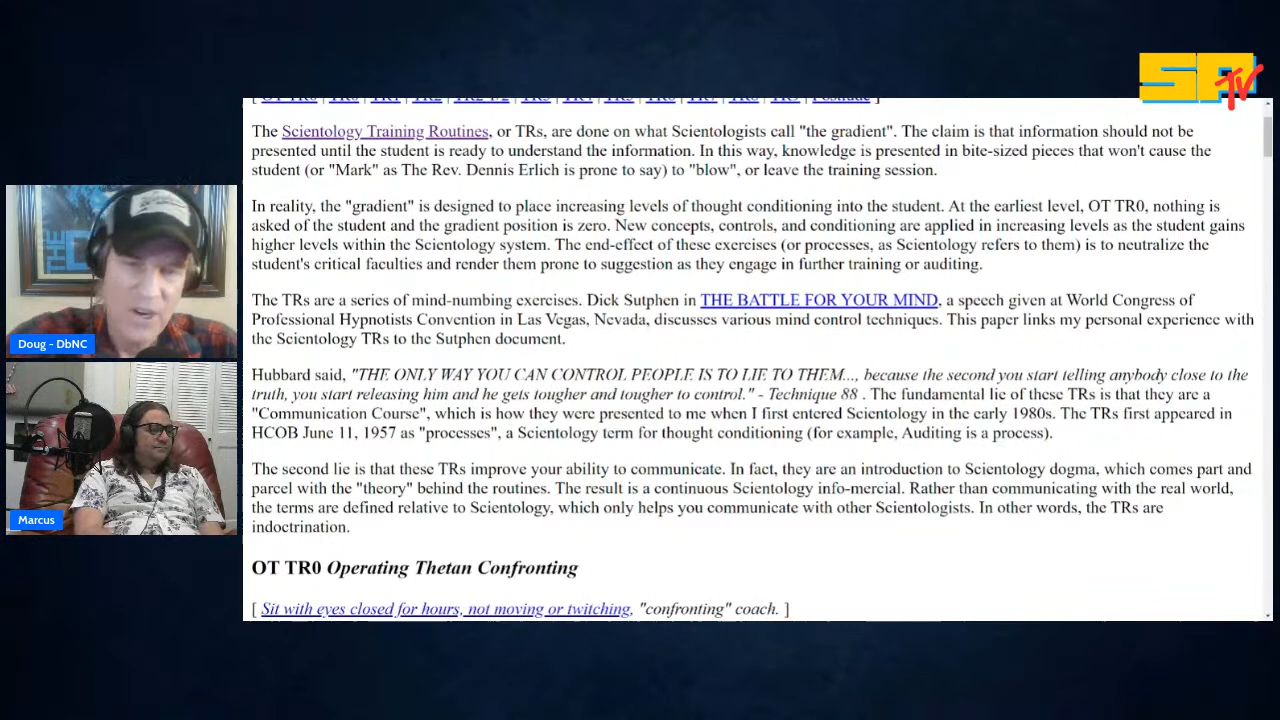 SP TV
[ OT TR0 | TR0 | TR1 | TR2 | TR2 1/2 | TR3 | TR4 | TR5 | TR6 | TR7 | TR8 | TR9 | Postlude ]
The Scientology Training Routines, or TRs, are done on what Scientologists call "the gradient". The claim is that information should not be
presented until the student is ready to understand the information. In this way, knowledge is presented in bite-sized pieces that won't cause the
student (or "Mark" as The Rev. Dennis Erlich is prone to say) to "blow", or leave the training session.
In reality, the "gradient" is designed to place increasing levels of thought conditioning into the student. At the earliest level, OT TR0, nothing is
asked of the student and the gradient position is zero. New concepts, controls, and conditioning are applied in increasing levels as the student gains
higher levels within the Scientology system. The end-effect of these exercises (or processes, as Scientology refers to them) is to neutralize the
student's critical faculties and render them prone to suggestion as they engage in further training or auditing.
The TRs are a series of mind-numbing exercises. Dick Sutphen in THE BATTLE FOR YOUR MIND, a speech given at World Congress of
Professional Hypnotists Convention in Las Vegas, Nevada, discusses various mind control techniques. This paper links my personal experience with
the Scientology TRs to the Sutphen document.
Hubbard said, "THE ONLY WAY YOU CAN CONTROL PEOPLE IS TO LIE TO THEM..., because the second you start telling anybody close to the
truth, you start releasing him and he gets tougher and tougher to control." - Technique 88 . The fundamental lie of these TRs is that they are a
"Communication Course", which is how they were presented to me when I first entered Scientology in the early 1980s. The TRs first appeared in
HCOB June 11, 1957 as "processes", a Scientology term for thought conditioning (for example, Auditing is a process).
The second lie is that these TRs improve your ability to communicate. In fact, they are an introduction to Scientology dogma, which comes part and
parcel with the "theory" behind the routines. The result is a continuous Scientology info-mercial. Rather than communicating with the real world,
the terms are defined relative to Scientology, which only helps you communicate with other Scientologists. In other words, the TRs are
indoctrination.
OT TR0 Operating Thetan Confronting
[ Sit with eyes closed for hours, not moving or twitching, "confronting" coach. ]
Doug - DbNC
Marcus